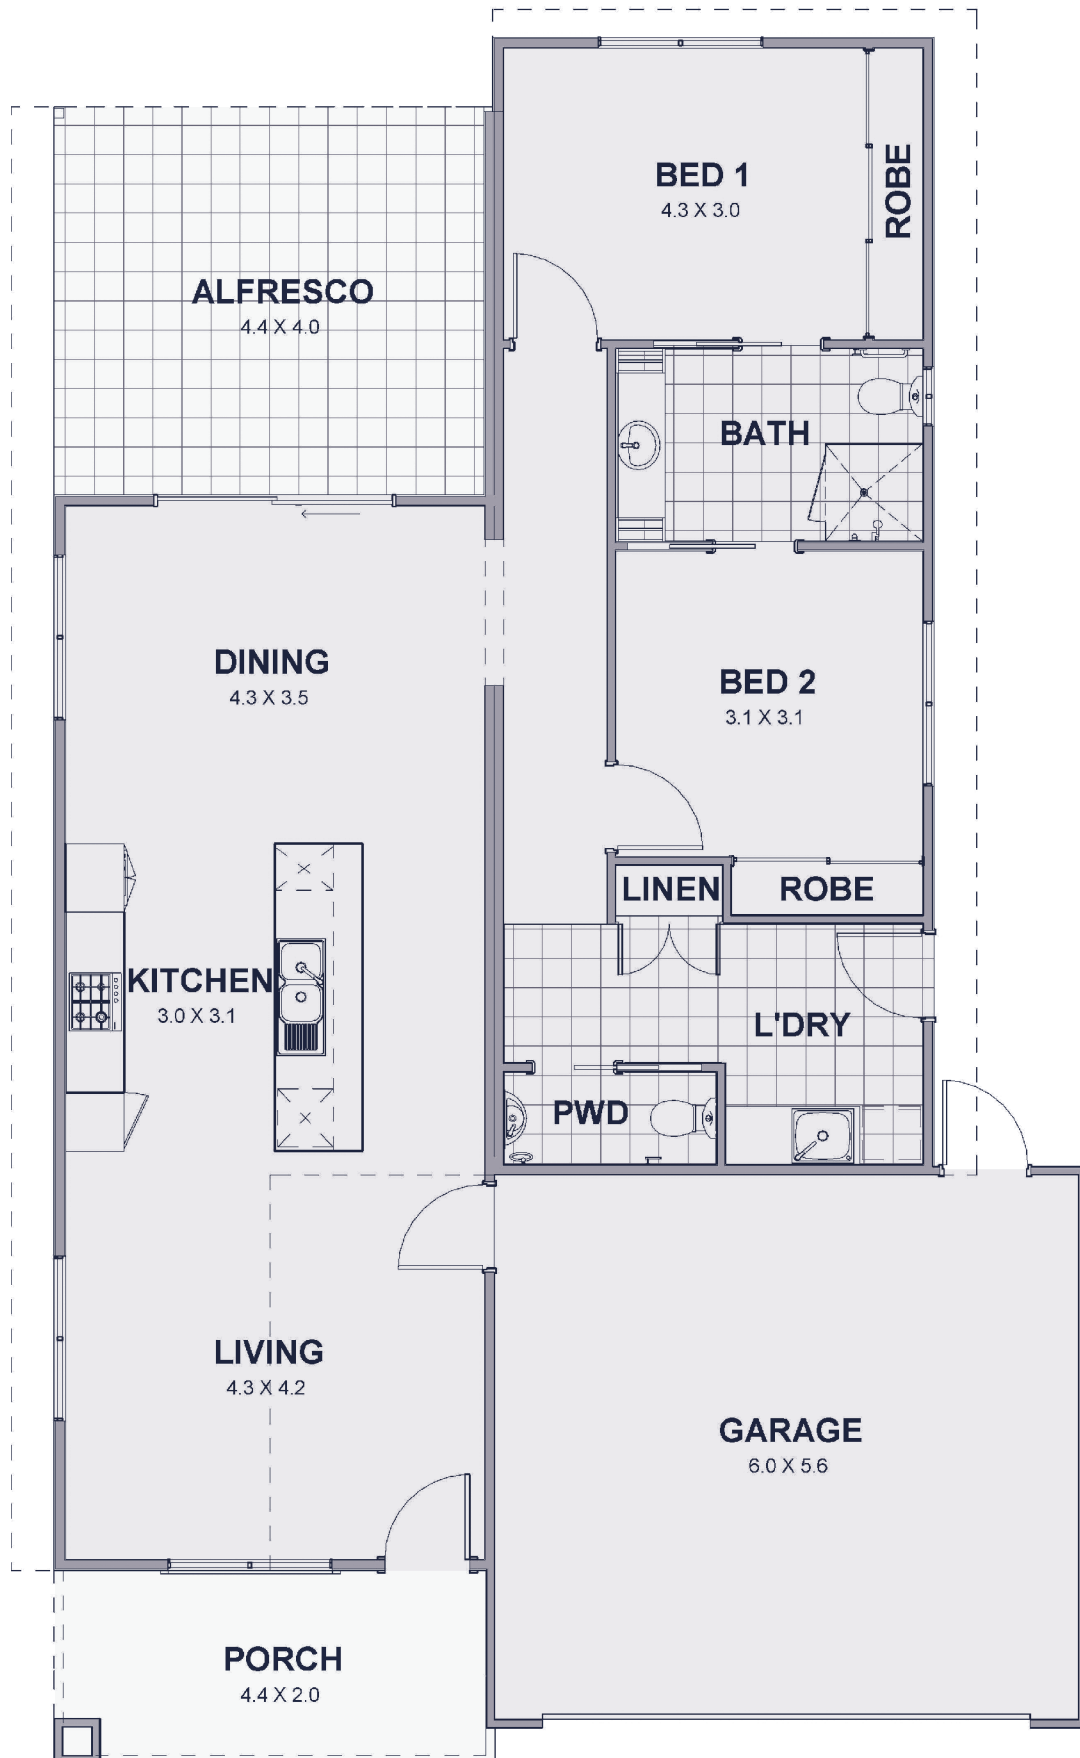 BED 1
4.3 X 3.0
ROBE
ALFRESCO
4.4 X 4.0
BATH
DINING
4.3 X 3.5
BED 2
3.1 X 3.1
LINEN
ROBE
KITCHEN
3.0 X 3.1
L'DRY
PWD
LIVING
4.3 X 4.2
GARAGE
6.0 X 5.6
PORCH
4.4 X 2.0